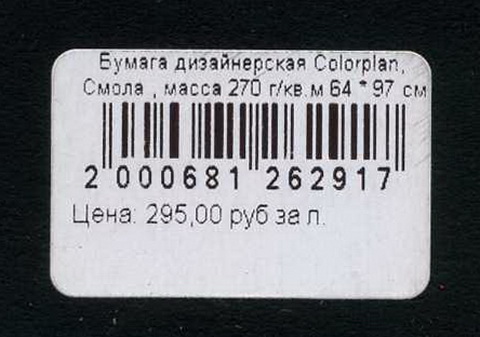 Бумага дизайнерская Colorplan,
Смола , масса 270 г/кв.м 64 * 97 см
2 000681 262917
Цена: 295,00 руб за л.